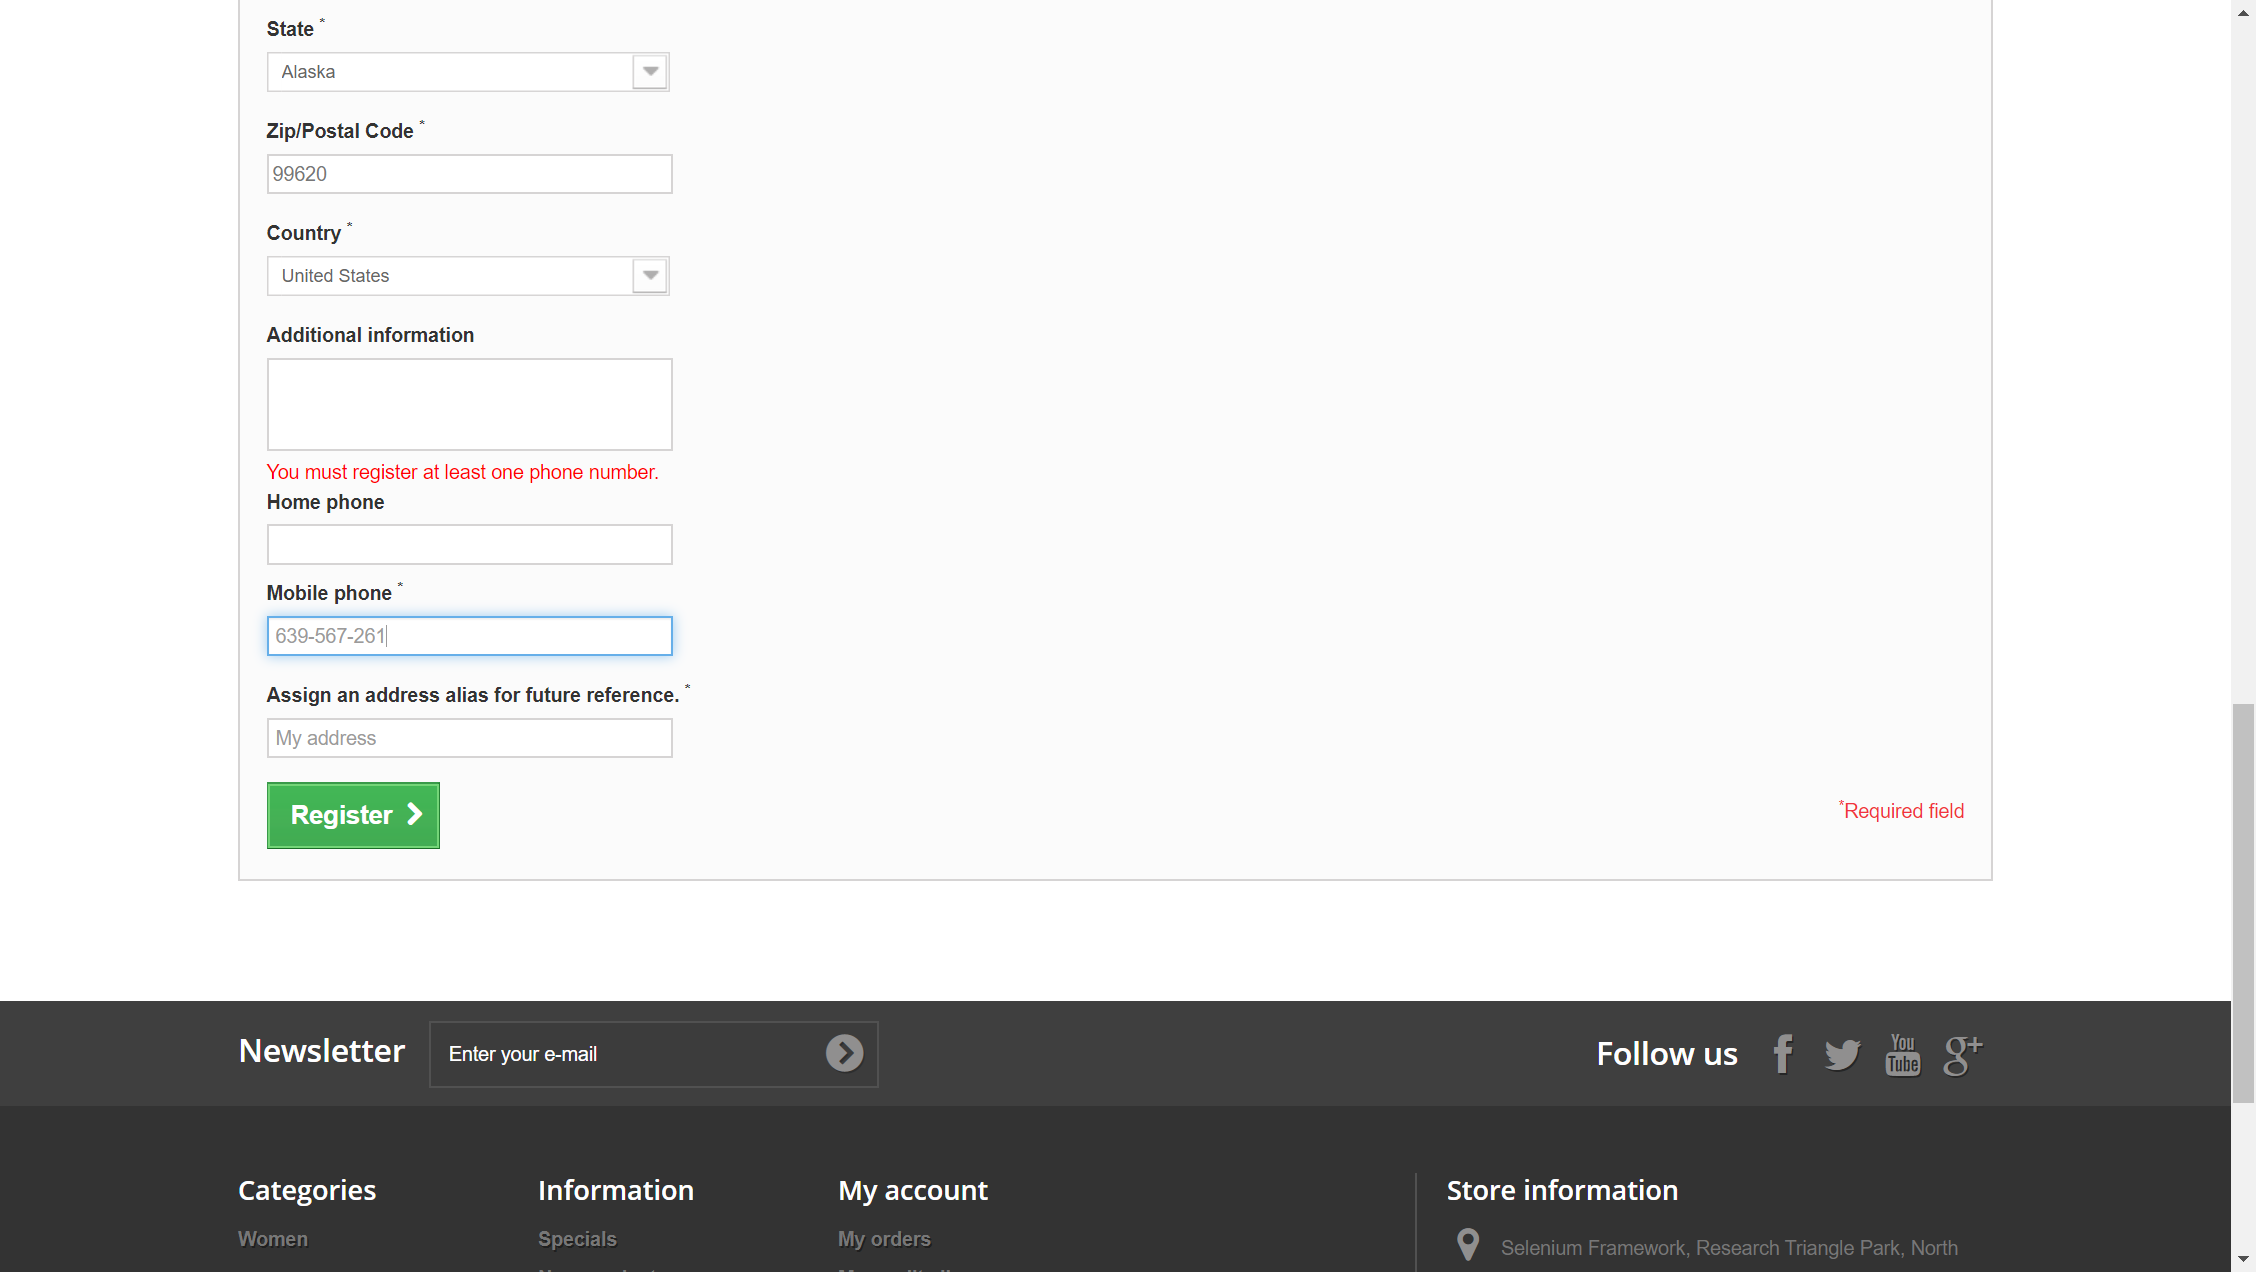 State *
Alaska
Zip/Postal Code *
99620
Country *
United States
Additional information
You must register at least one phone number.
Home phone
Mobile phone *
639-567-261
Assign an address alias for future reference. *
My address
Register
*Required field
Newsletter
Enter your e-mail
Follow us
You
Tube
g+
Categories
Information
My account
Store information
Women
Specials
My orders
Selenium Framework, Research Triangle Park, North